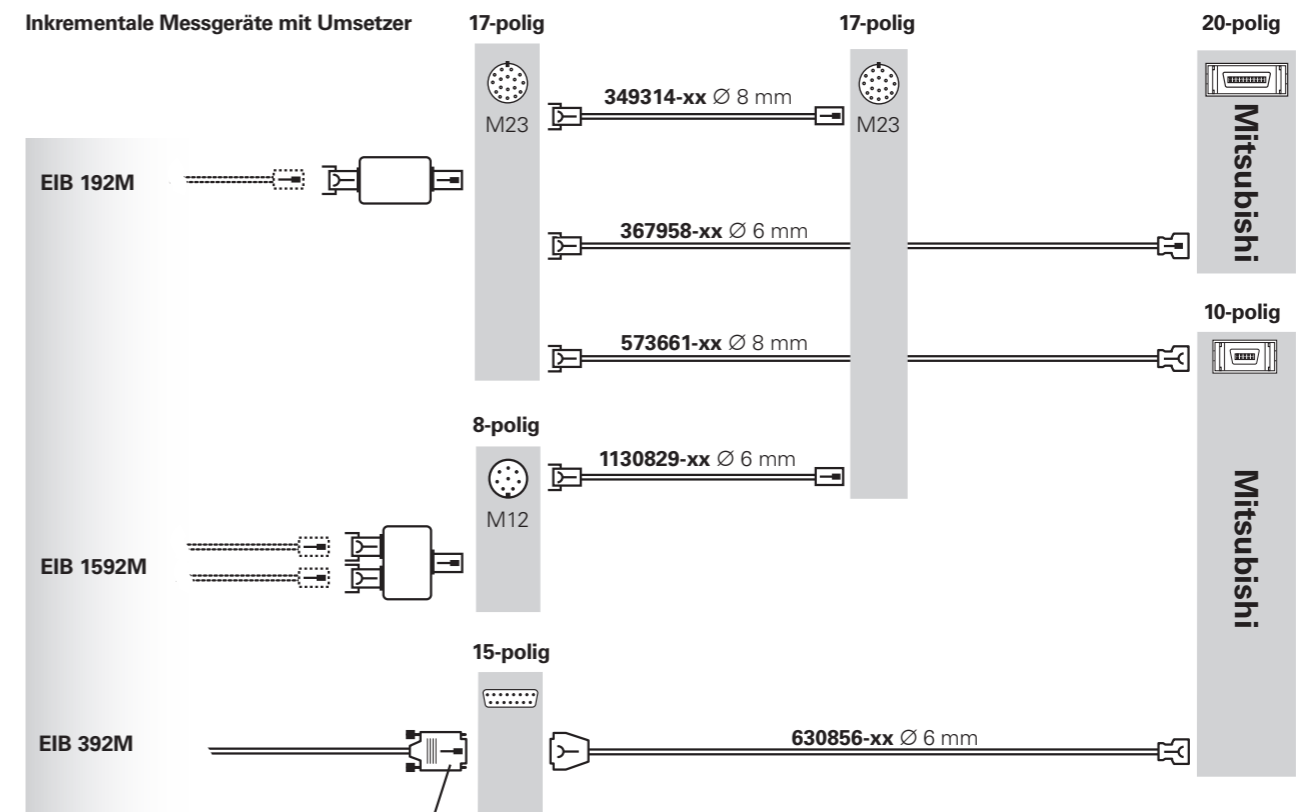 Inkrementale Messgeräte mit Umsetzer
17-polig
17-polig
20-polig
M23
349314-xx Ø 8 mm
M23
Mitsubishi
EIB 192M
367958-xx Ø 6 mm
10-polig
573661-xx Ø 8 mm
8-polig
1130829-xx Ø 6 mm
M12
Mitsubishi
EIB 1592M
15-polig
EIB 392M
630856-xx Ø 6 mm